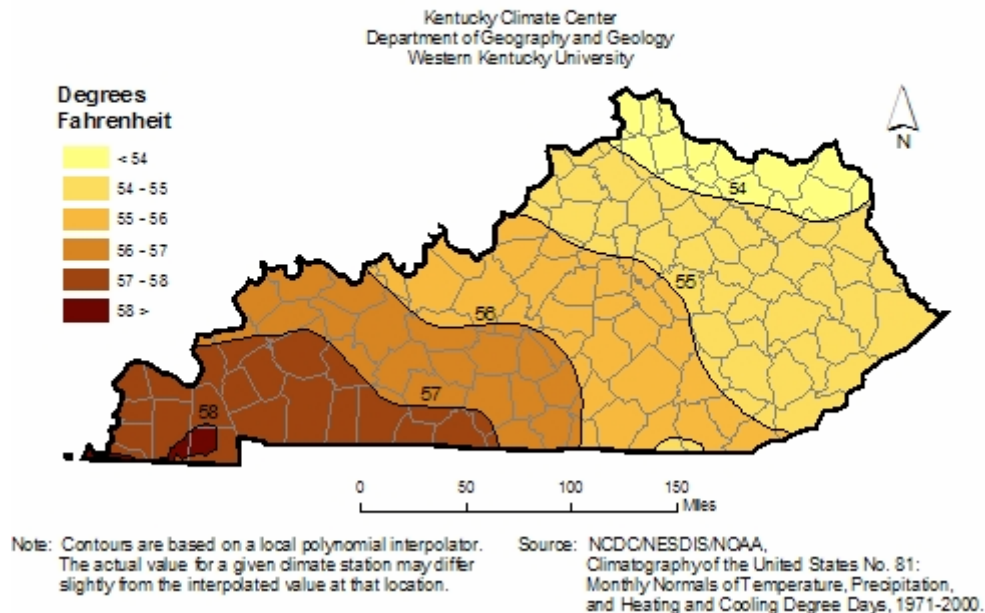 Kentucky Climate Center
Department of Geography and Geology
Western Kentucky University
Degrees
Fahrenheit
< 54
54 - 55
55 - 56
56 - 57
57 - 58
58 >
N
54
55
56
57
58
0 50 100 150
Miles
Note: Contours are based on a local polynomial interpolator.
The actual value for a given climate station may differ
slightly from the interpolated value at that location.
Source: NCDC/NESDIS/NOAA,
Climatography of the United States No. 81:
Monthly Normals of Temperature, Precipitation,
and Heating and Cooling Degree Days, 1971-2000.